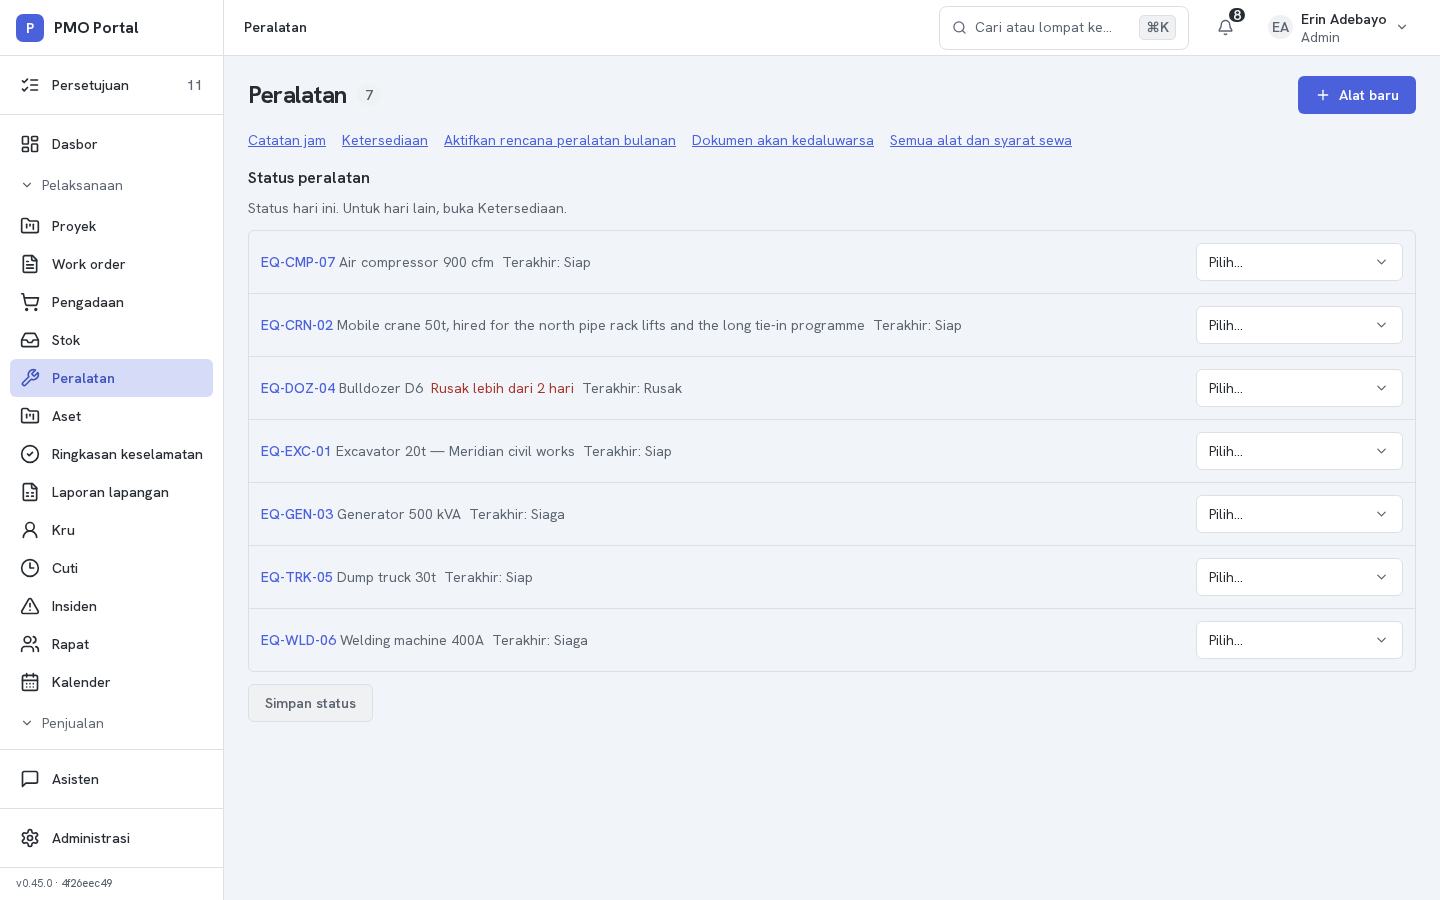 P PMO Portal
Peralatan
Cari atau lompat ke...
⌘K
8
EA
Erin Adebayo
Admin
Persetujuan 11
Dasbor
Pelaksanaan
Proyek
Work order
Pengadaan
Stok
Peralatan
Aset
Ringkasan keselamatan
Laporan lapangan
Kru
Cuti
Insiden
Rapat
Kalender
Penjualan
Asisten
Administrasi
v0.45.0 · 4f26eec49
Peralatan 7
Alat baru
Catatan jam Ketersediaan Aktifkan rencana peralatan bulanan Dokumen akan kedaluwarsa Semua alat dan syarat sewa
Status peralatan
Status hari ini. Untuk hari lain, buka Ketersediaan.
EQ-CMP-07 Air compressor 900 cfm Terakhir: Siap Pilih...
EQ-CRN-02 Mobile crane 50t, hired for the north pipe rack lifts and the long tie-in programme Terakhir: Siap Pilih...
EQ-DOZ-04 Bulldozer D6 Rusak lebih dari 2 hari Terakhir: Rusak Pilih...
EQ-EXC-01 Excavator 20t — Meridian civil works Terakhir: Siap Pilih...
EQ-GEN-03 Generator 500 kVA Terakhir: Siaga Pilih...
EQ-TRK-05 Dump truck 30t Terakhir: Siap Pilih...
EQ-WLD-06 Welding machine 400A Terakhir: Siaga Pilih...
Simpan status